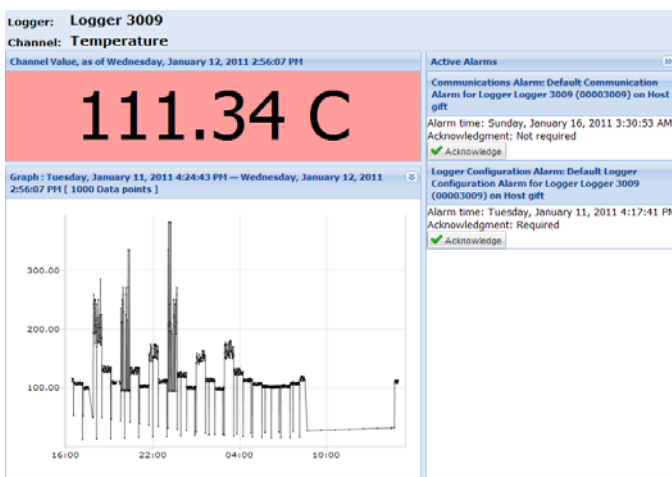 Logger: Logger 3009
Channel: Temperature
Channel Value, as of Wednesday, January 12, 2011 2:56:07 PM
111.34 C
Graph : Tuesday, January 11, 2011 4:24:43 PM — Wednesday, January 12, 2011
2:56:07 PM [ 1000 Data points ]
300.00
200.00
100.00
16:00
22:00
04:00
10:00
Active Alarms
Communications Alarm: Default Communication
Alarm for Logger Logger 3009 (00003009) on Host
gift
Alarm time: Sunday, January 16, 2011 3:30:53 AM
Acknowledgment: Not required
Acknowledge
Logger Configuration Alarm: Default Logger
Configuration Alarm for Logger Logger 3009
(00003009) on Host gift
Alarm time: Tuesday, January 11, 2011 4:17:41 PM
Acknowledgment: Required
Acknowledge